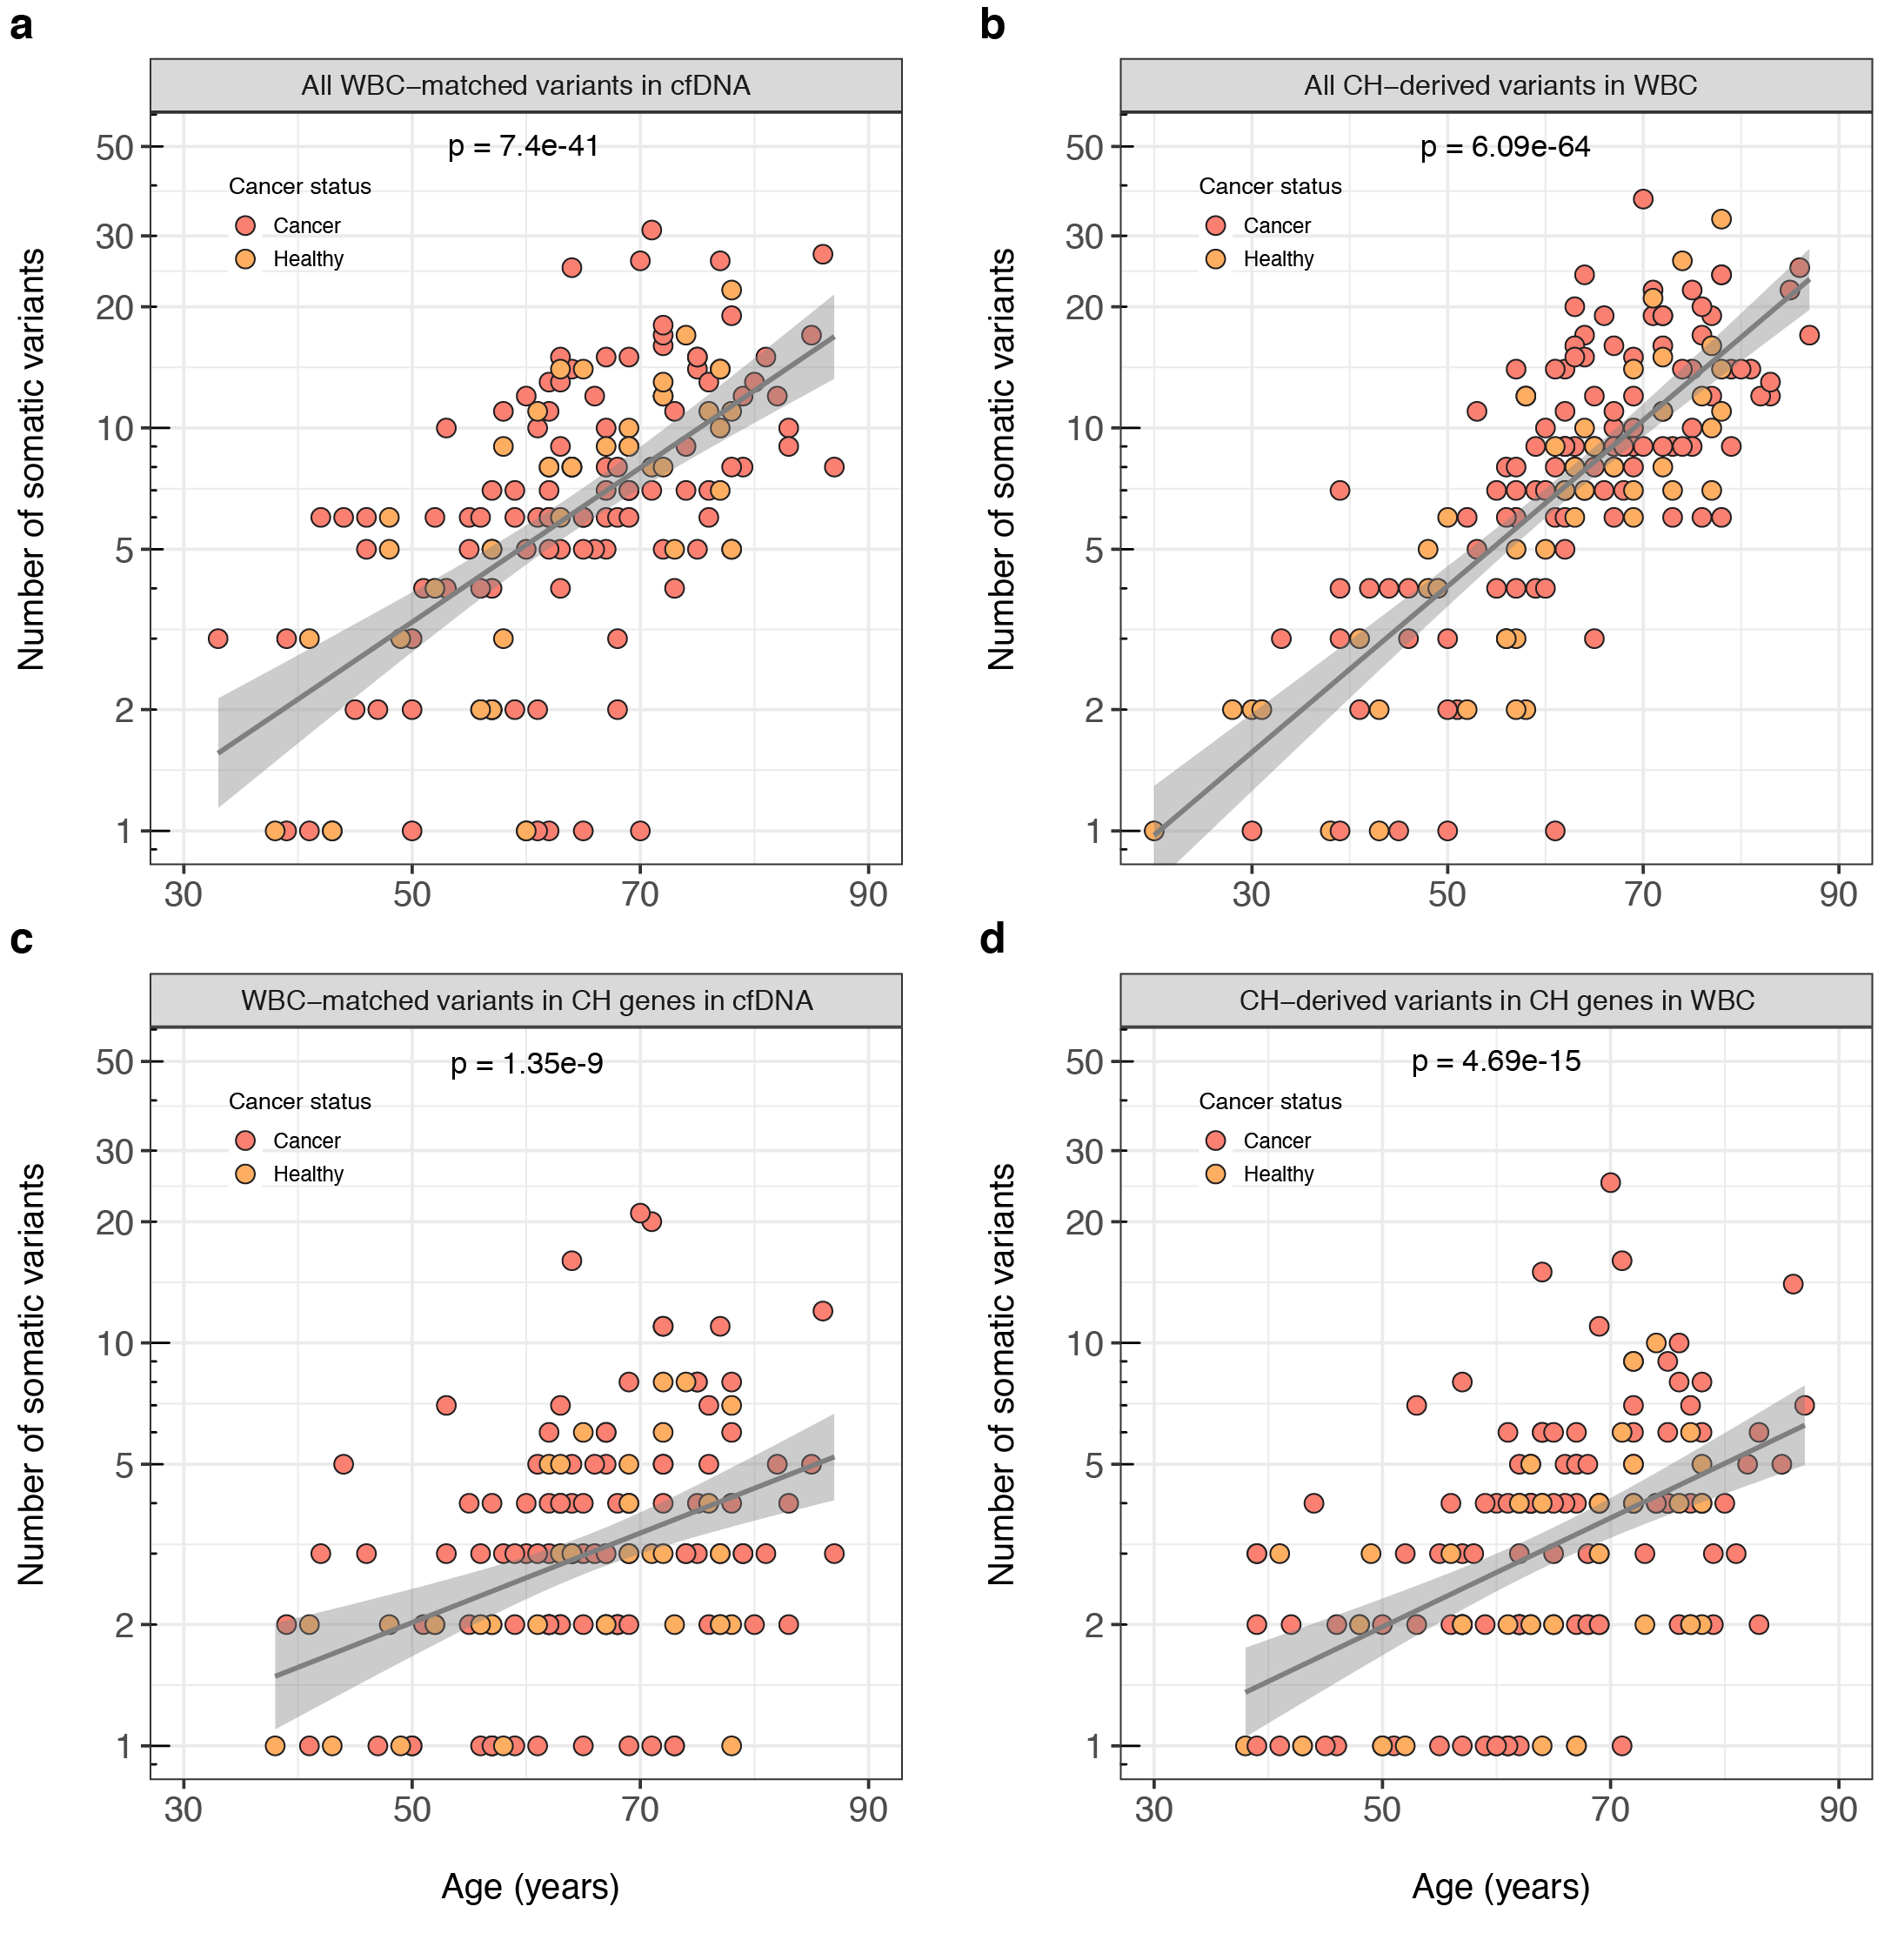 a
All WBC–matched variants in cfDNA
p = 7.4e-41
Cancer status
Cancer
Healthy
Number of somatic variants
50
30
20
10
5
2
1
30
50
70
90
b
All CH–derived variants in WBC
p = 6.09e-64
Cancer status
Cancer
Healthy
Number of somatic variants
50
30
20
10
5
2
1
30
50
70
90
c
WBC–matched variants in CH genes in cfDNA
p = 1.35e-9
Cancer status
Cancer
Healthy
Number of somatic variants
50
30
20
10
5
2
1
30
50
70
90
Age (years)
d
CH–derived variants in CH genes in WBC
p = 4.69e-15
Cancer status
Cancer
Healthy
Number of somatic variants
50
30
20
10
5
2
1
30
50
70
90
Age (years)